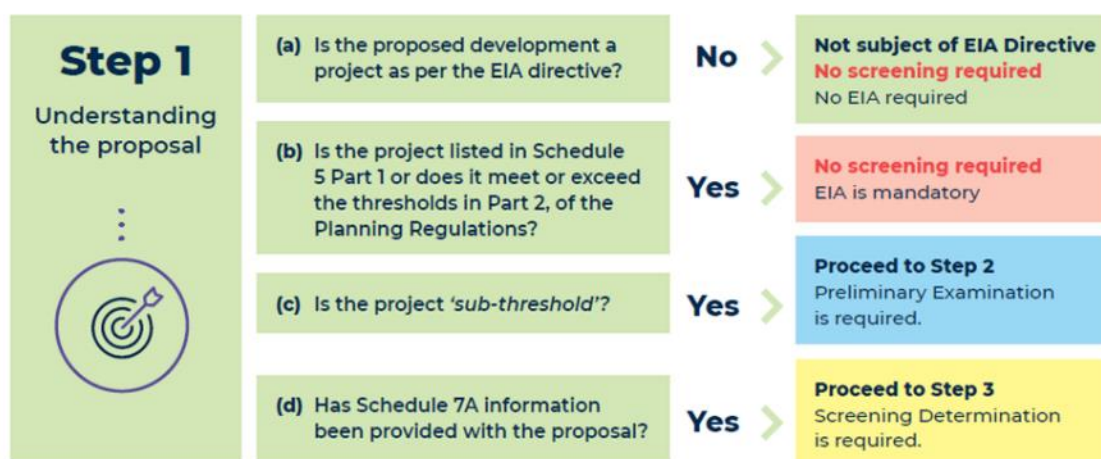 Step 1
Understanding
the proposal
(a) Is the proposed development a
project as per the EIA directive?
No
Not subject of EIA Directive
No screening required
No EIA required
(b) Is the project listed in Schedule
5 Part 1 or does it meet or exceed
the thresholds in Part 2, of the
Planning Regulations?
Yes
No screening required
EIA is mandatory
(c) Is the project ‘sub-threshold’?
Yes
Proceed to Step 2
Preliminary Examination
is required.
(d) Has Schedule 7A information
been provided with the proposal?
Yes
Proceed to Step 3
Screening Determination
is required.